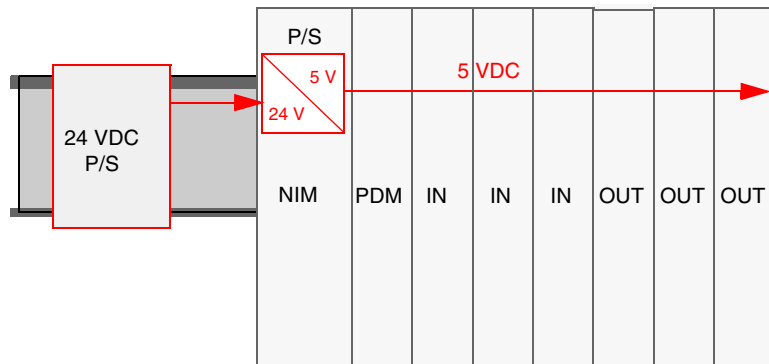 P/S
5 V
24 V
5 VDC
24 VDC
P/S
NIM PDM IN IN IN OUT OUT OUT